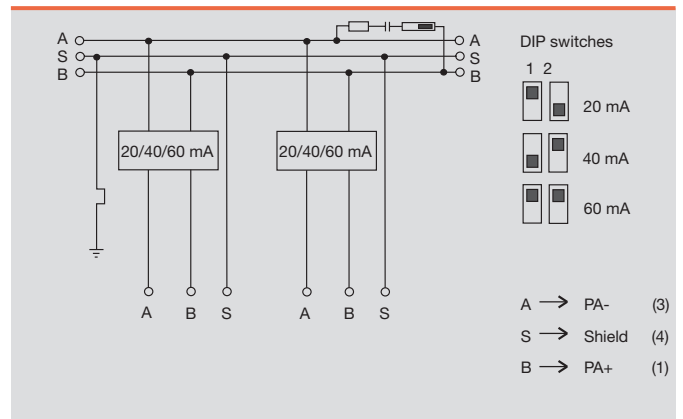 A A
S S
B B
20/40/60 mA 20/40/60 mA
A B S A B S
DIP switches
1 2
20 mA
40 mA
60 mA
A → PA- (3)
S → Shield (4)
B → PA+ (1)